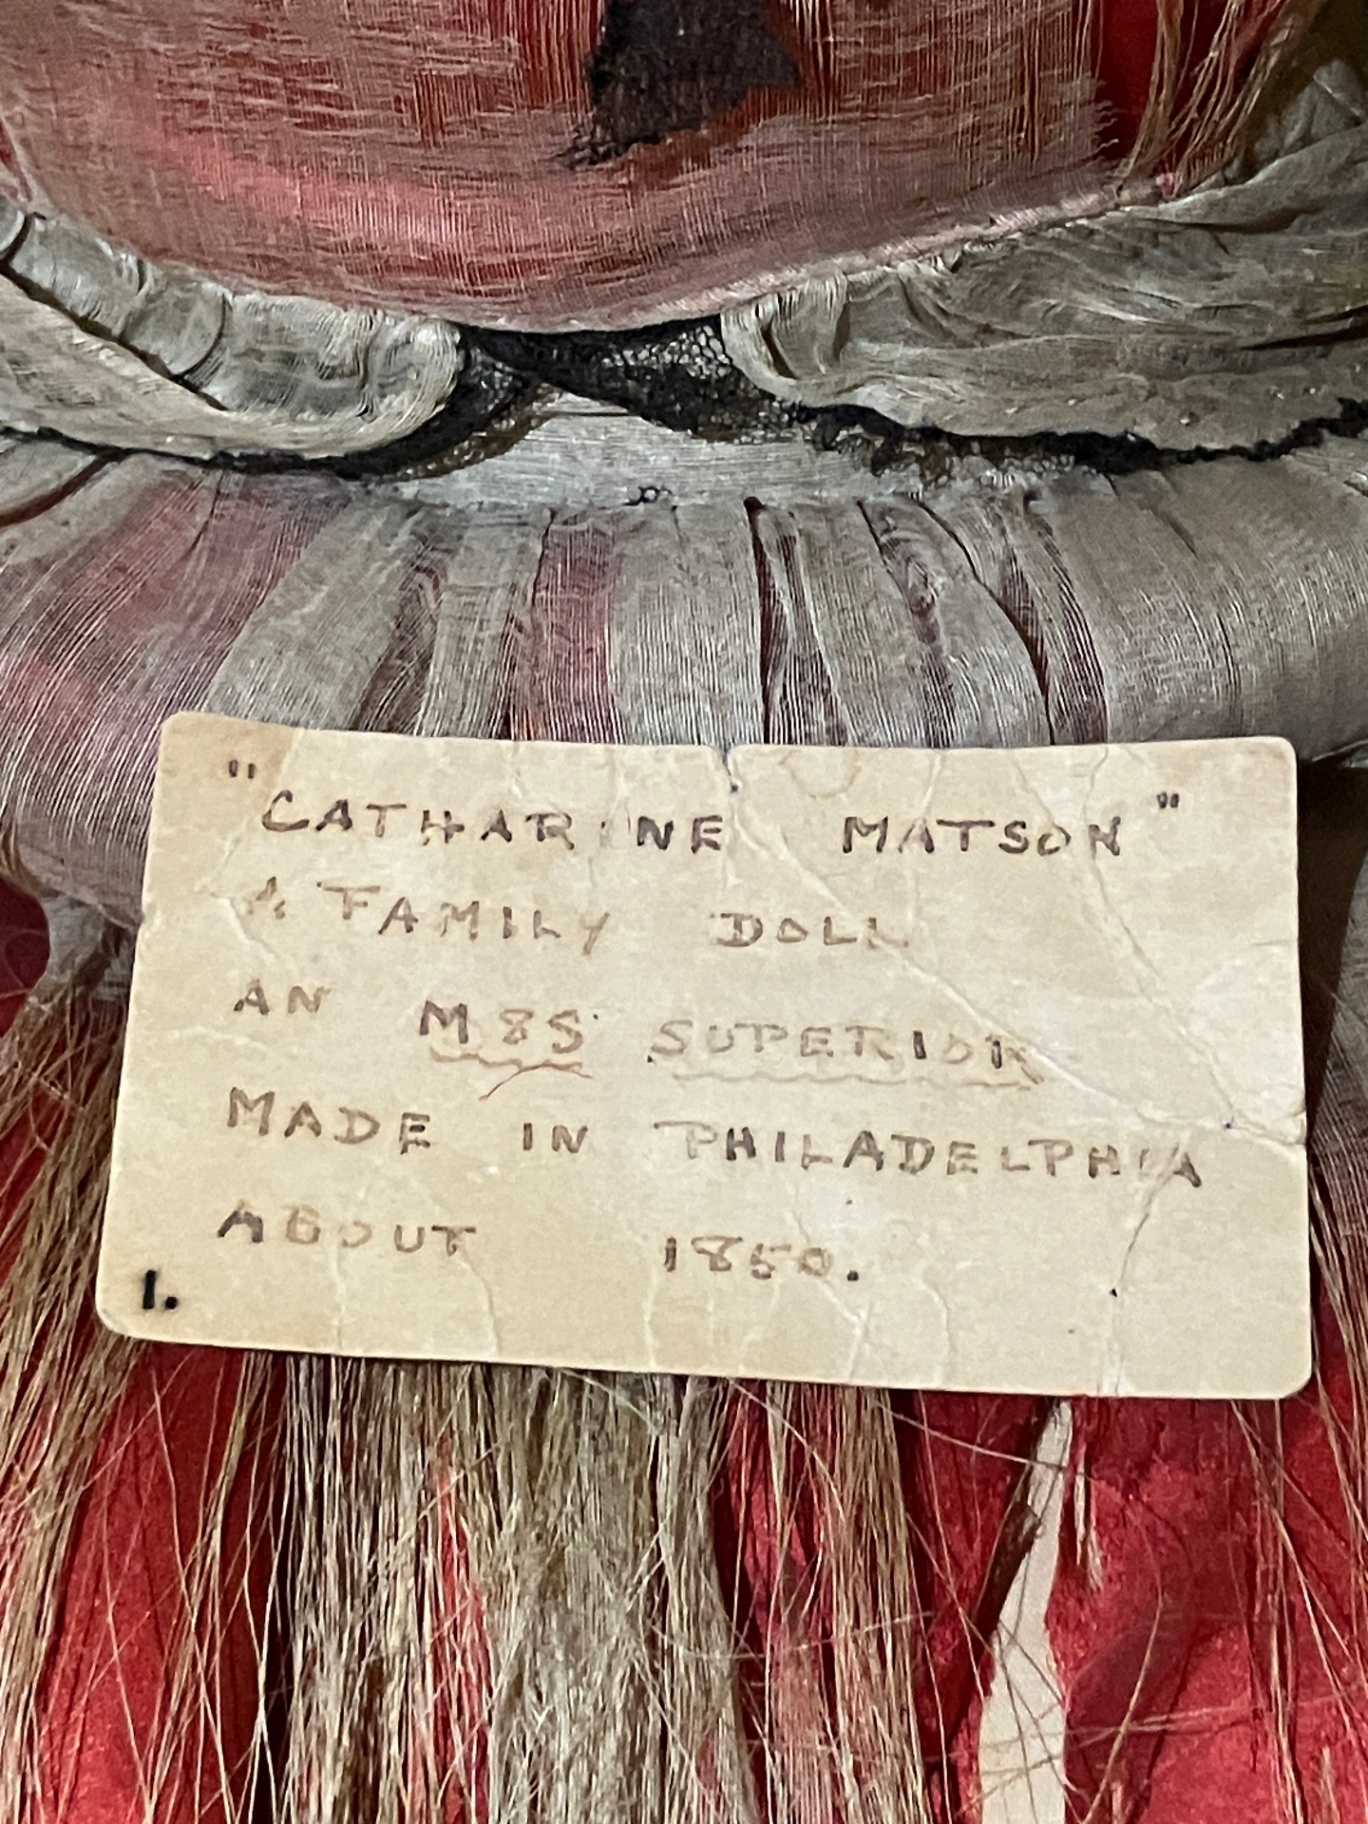 "CATHARINE MATSON"
A FAMILY DOLL
AN M8S SUPERIOR
MADE IN PHILADELPHIA
ABOUT 1850.
1.